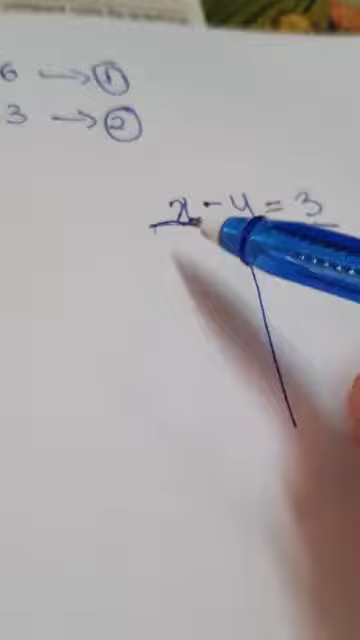 6 → ①
3 → ②
x - y = 3